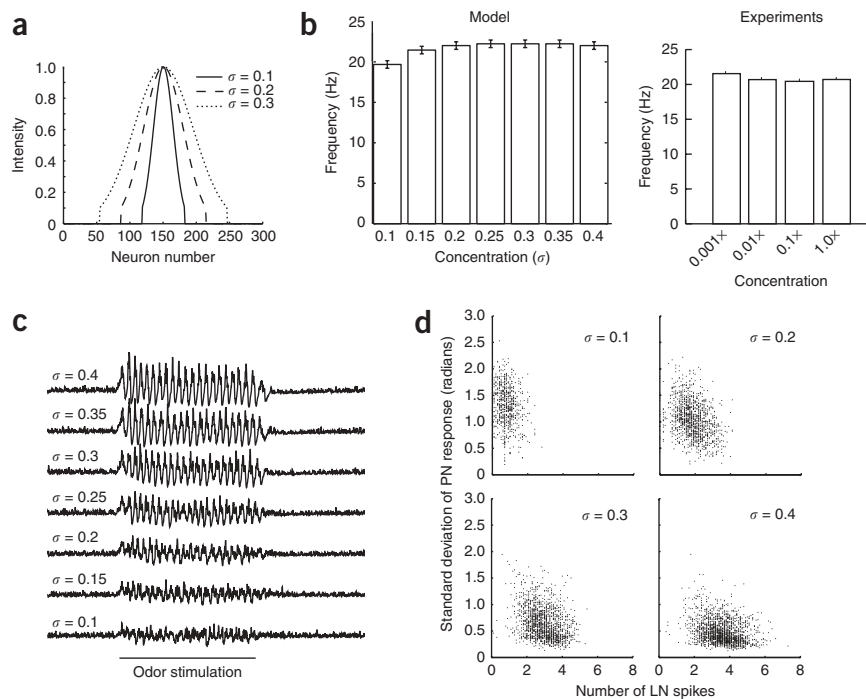 a
σ = 0.1
σ = 0.2
σ = 0.3
1.0
0.8
0.6
0.4
0.2
0
Intensity
0 50 100 150 200 250 300
Neuron number
b
Model
25
20
15
10
5
0
Frequency (Hz)
0.1 0.15 0.2 0.25 0.3 0.35 0.4
Concentration (σ)
Experiments
25
20
15
10
5
0
Frequency (Hz)
0.001× 0.01× 0.1× 1.0×
Concentration
c
σ = 0.4
σ = 0.35
σ = 0.3
σ = 0.25
σ = 0.2
σ = 0.15
σ = 0.1
Odor stimulation
d
Standard deviation of PN response (radians)
3.0
2.5
2.0
1.5
1.0
0.5
0
σ = 0.1
σ = 0.2
3.0
2.5
2.0
1.5
1.0
0.5
0
σ = 0.3
σ = 0.4
0 2 4 6 8
0 2 4 6 8
Number of LN spikes